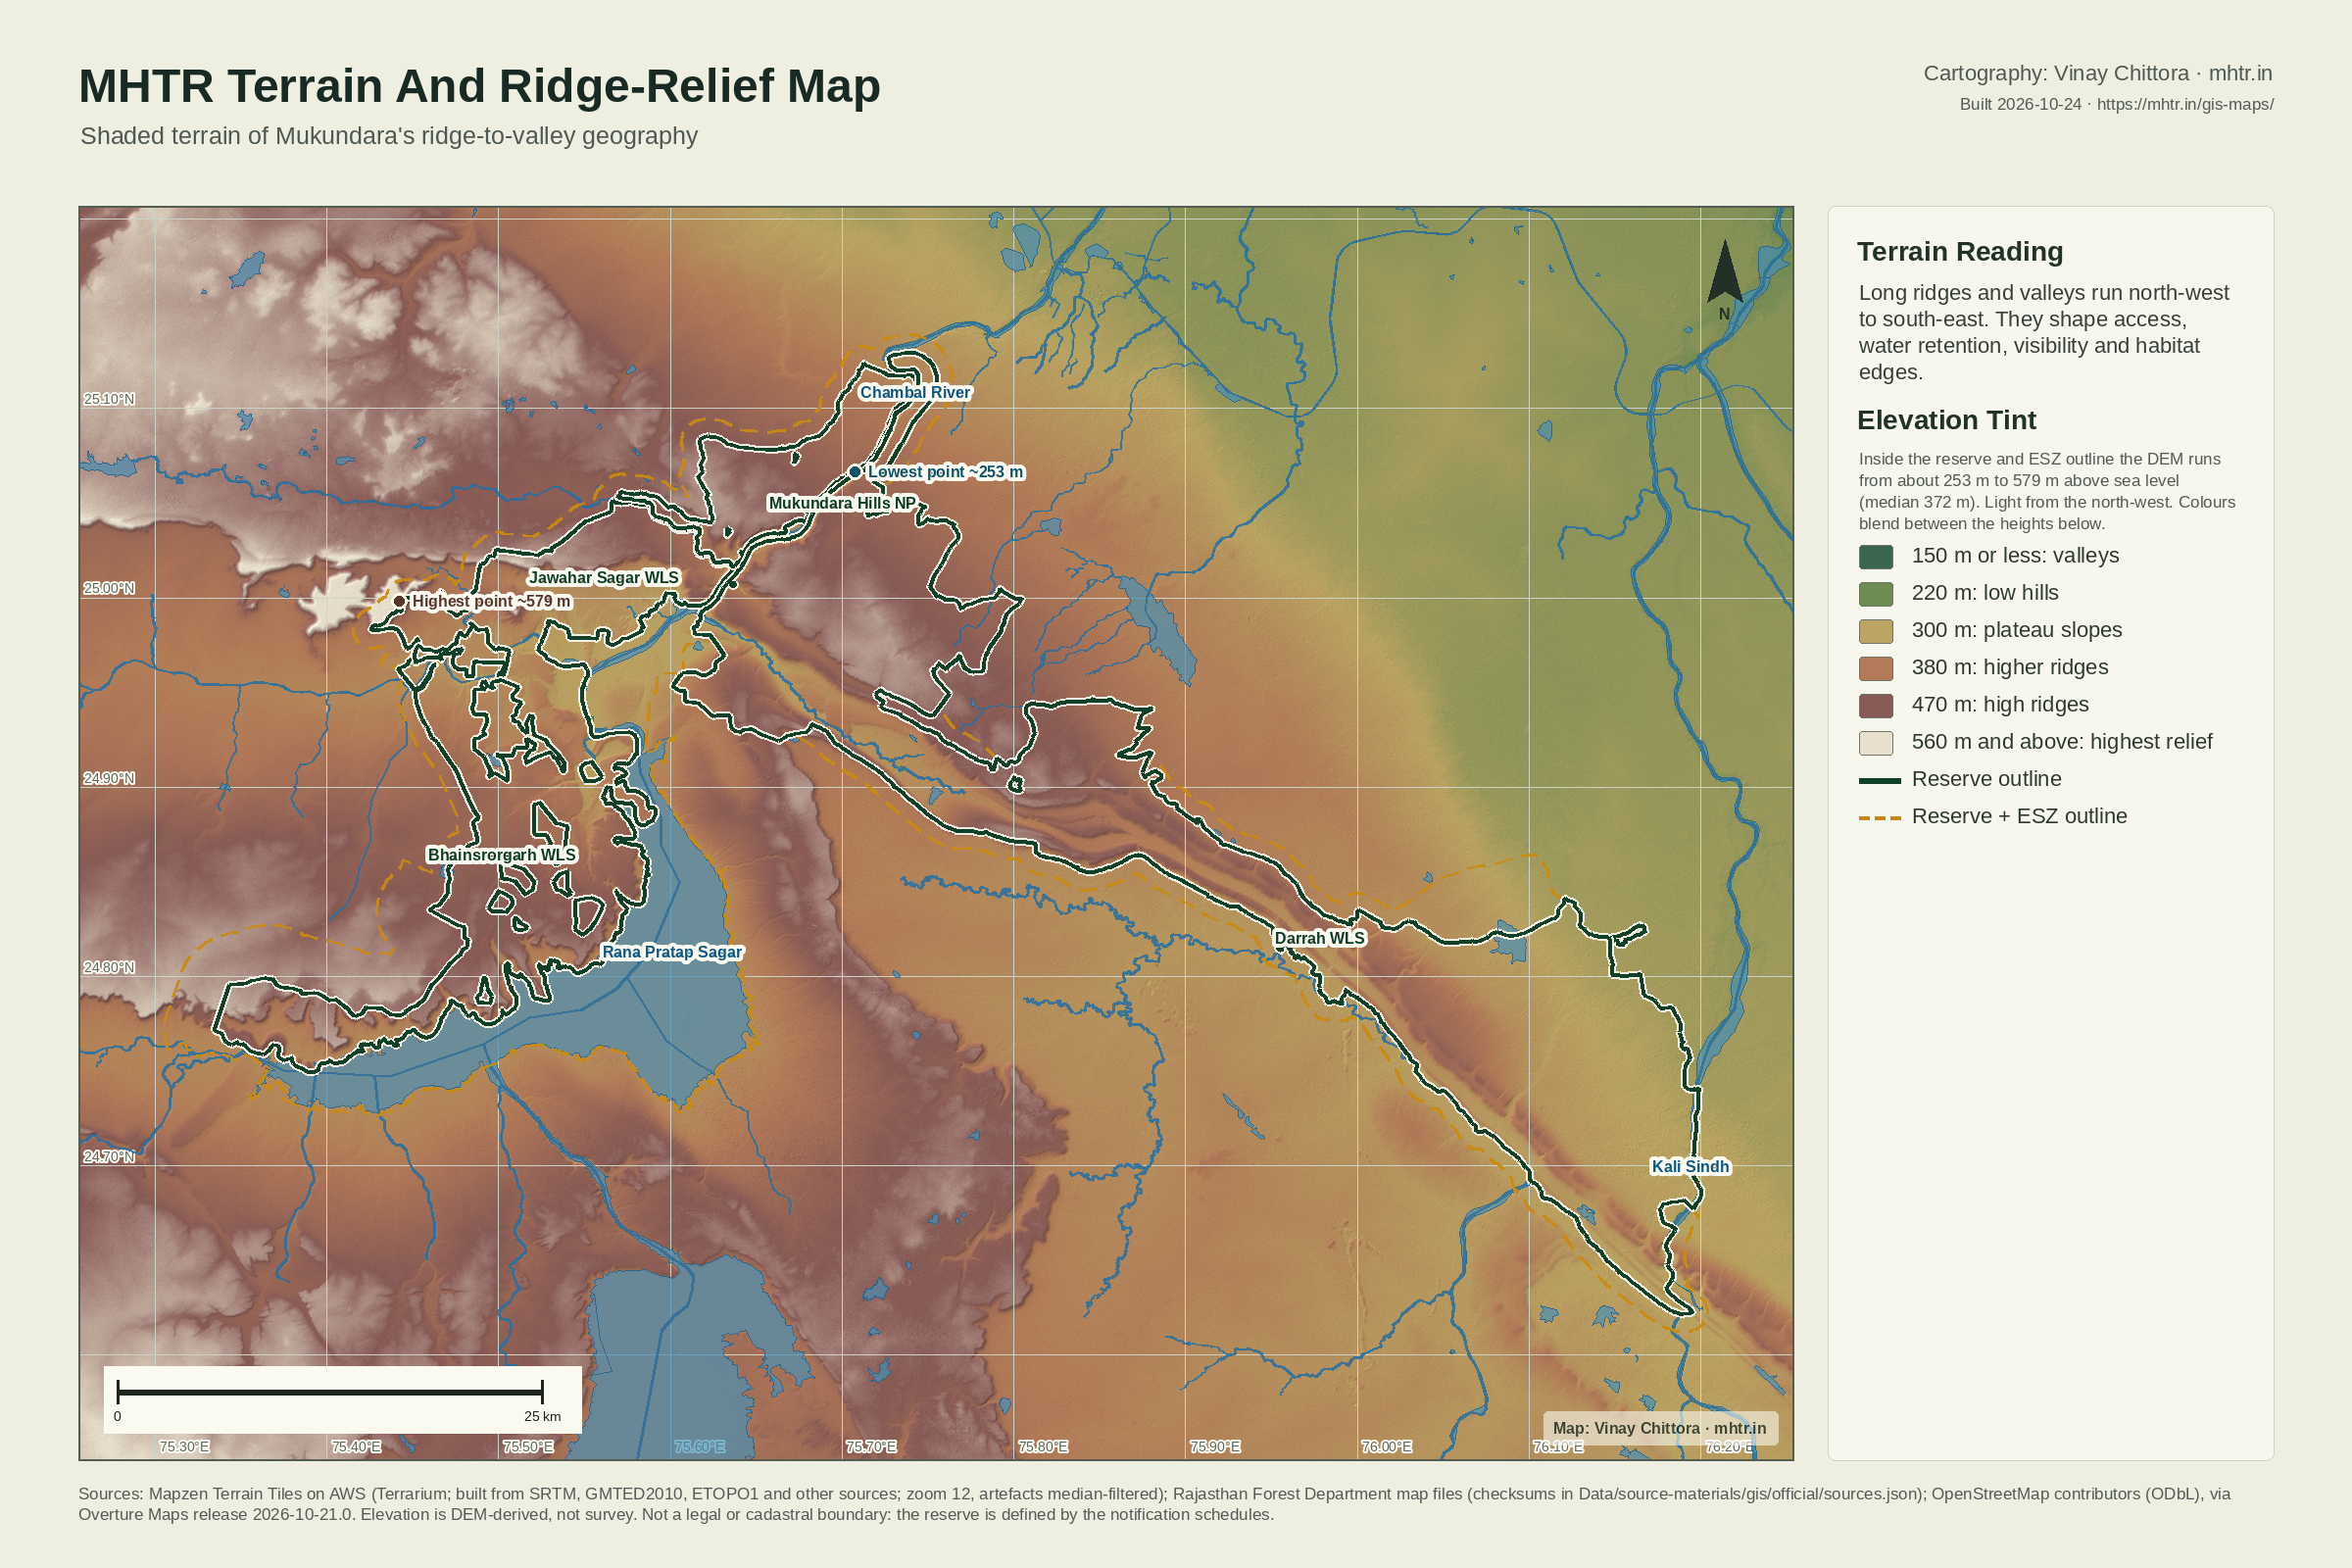 MHTR Terrain And Ridge-Relief Map
Shaded terrain of Mukundara's ridge-to-valley geography
Cartography: Vinay Chittora · mhtr.in
Built 2026-10-24 · https://mhtr.in/gis-maps/
N
Chambal River
25.10°N
Lowest point ~253 m
Mukundara Hills NP
Jawahar Sagar WLS
25.00°N
Highest point ~579 m
24.90°N
Bhainsrorgarh WLS
Darrah WLS
Rana Pratap Sagar
24.80°N
24.70°N
Kali Sindh
0
25 km
Map: Vinay Chittora · mhtr.in
75.30°E
75.40°E
75.50°E
75.60°E
75.70°E
75.80°E
75.90°E
76.00°E
76.10°E
76.20°E
Terrain Reading
Long ridges and valleys run north-west
to south-east. They shape access,
water retention, visibility and habitat
edges.
Elevation Tint
Inside the reserve and ESZ outline the DEM runs
from about 253 m to 579 m above sea level
(median 372 m). Light from the north-west. Colours
blend between the heights below.
150 m or less: valleys
220 m: low hills
300 m: plateau slopes
380 m: higher ridges
470 m: high ridges
560 m and above: highest relief
Reserve outline
Reserve + ESZ outline
Sources: Mapzen Terrain Tiles on AWS (Terrarium; built from SRTM, GMTED2010, ETOPO1 and other sources; zoom 12, artefacts median-filtered); Rajasthan Forest Department map files (checksums in Data/source-materials/gis/official/sources.json); OpenStreetMap contributors (ODbL), via
Overture Maps release 2026-10-21.0. Elevation is DEM-derived, not survey. Not a legal or cadastral boundary: the reserve is defined by the notification schedules.